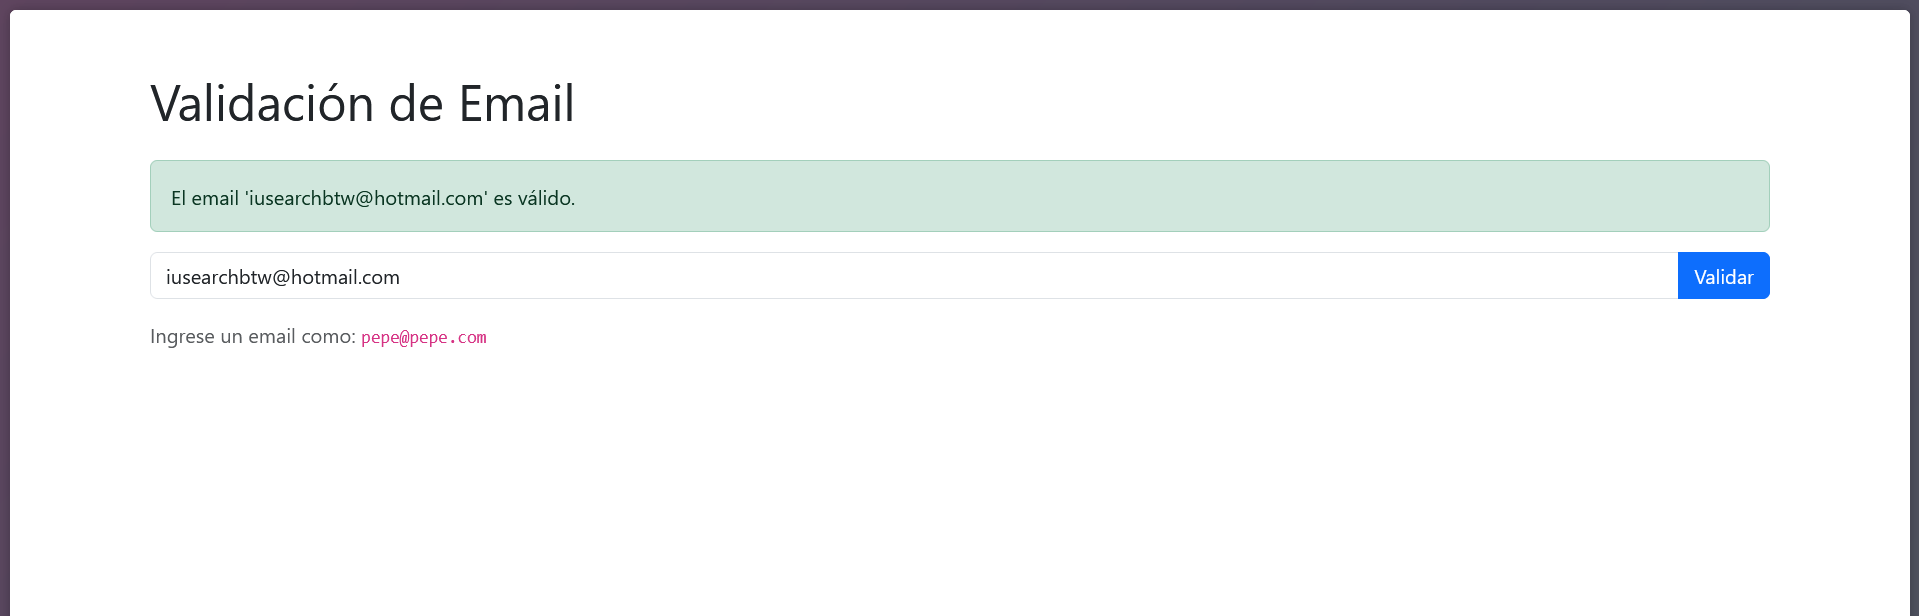 Validación de Email
El email 'iusearchbtw@hotmail.com' es válido.
iusearchbtw@hotmail.com
Validar
Ingrese un email como: pepe@pepe.com